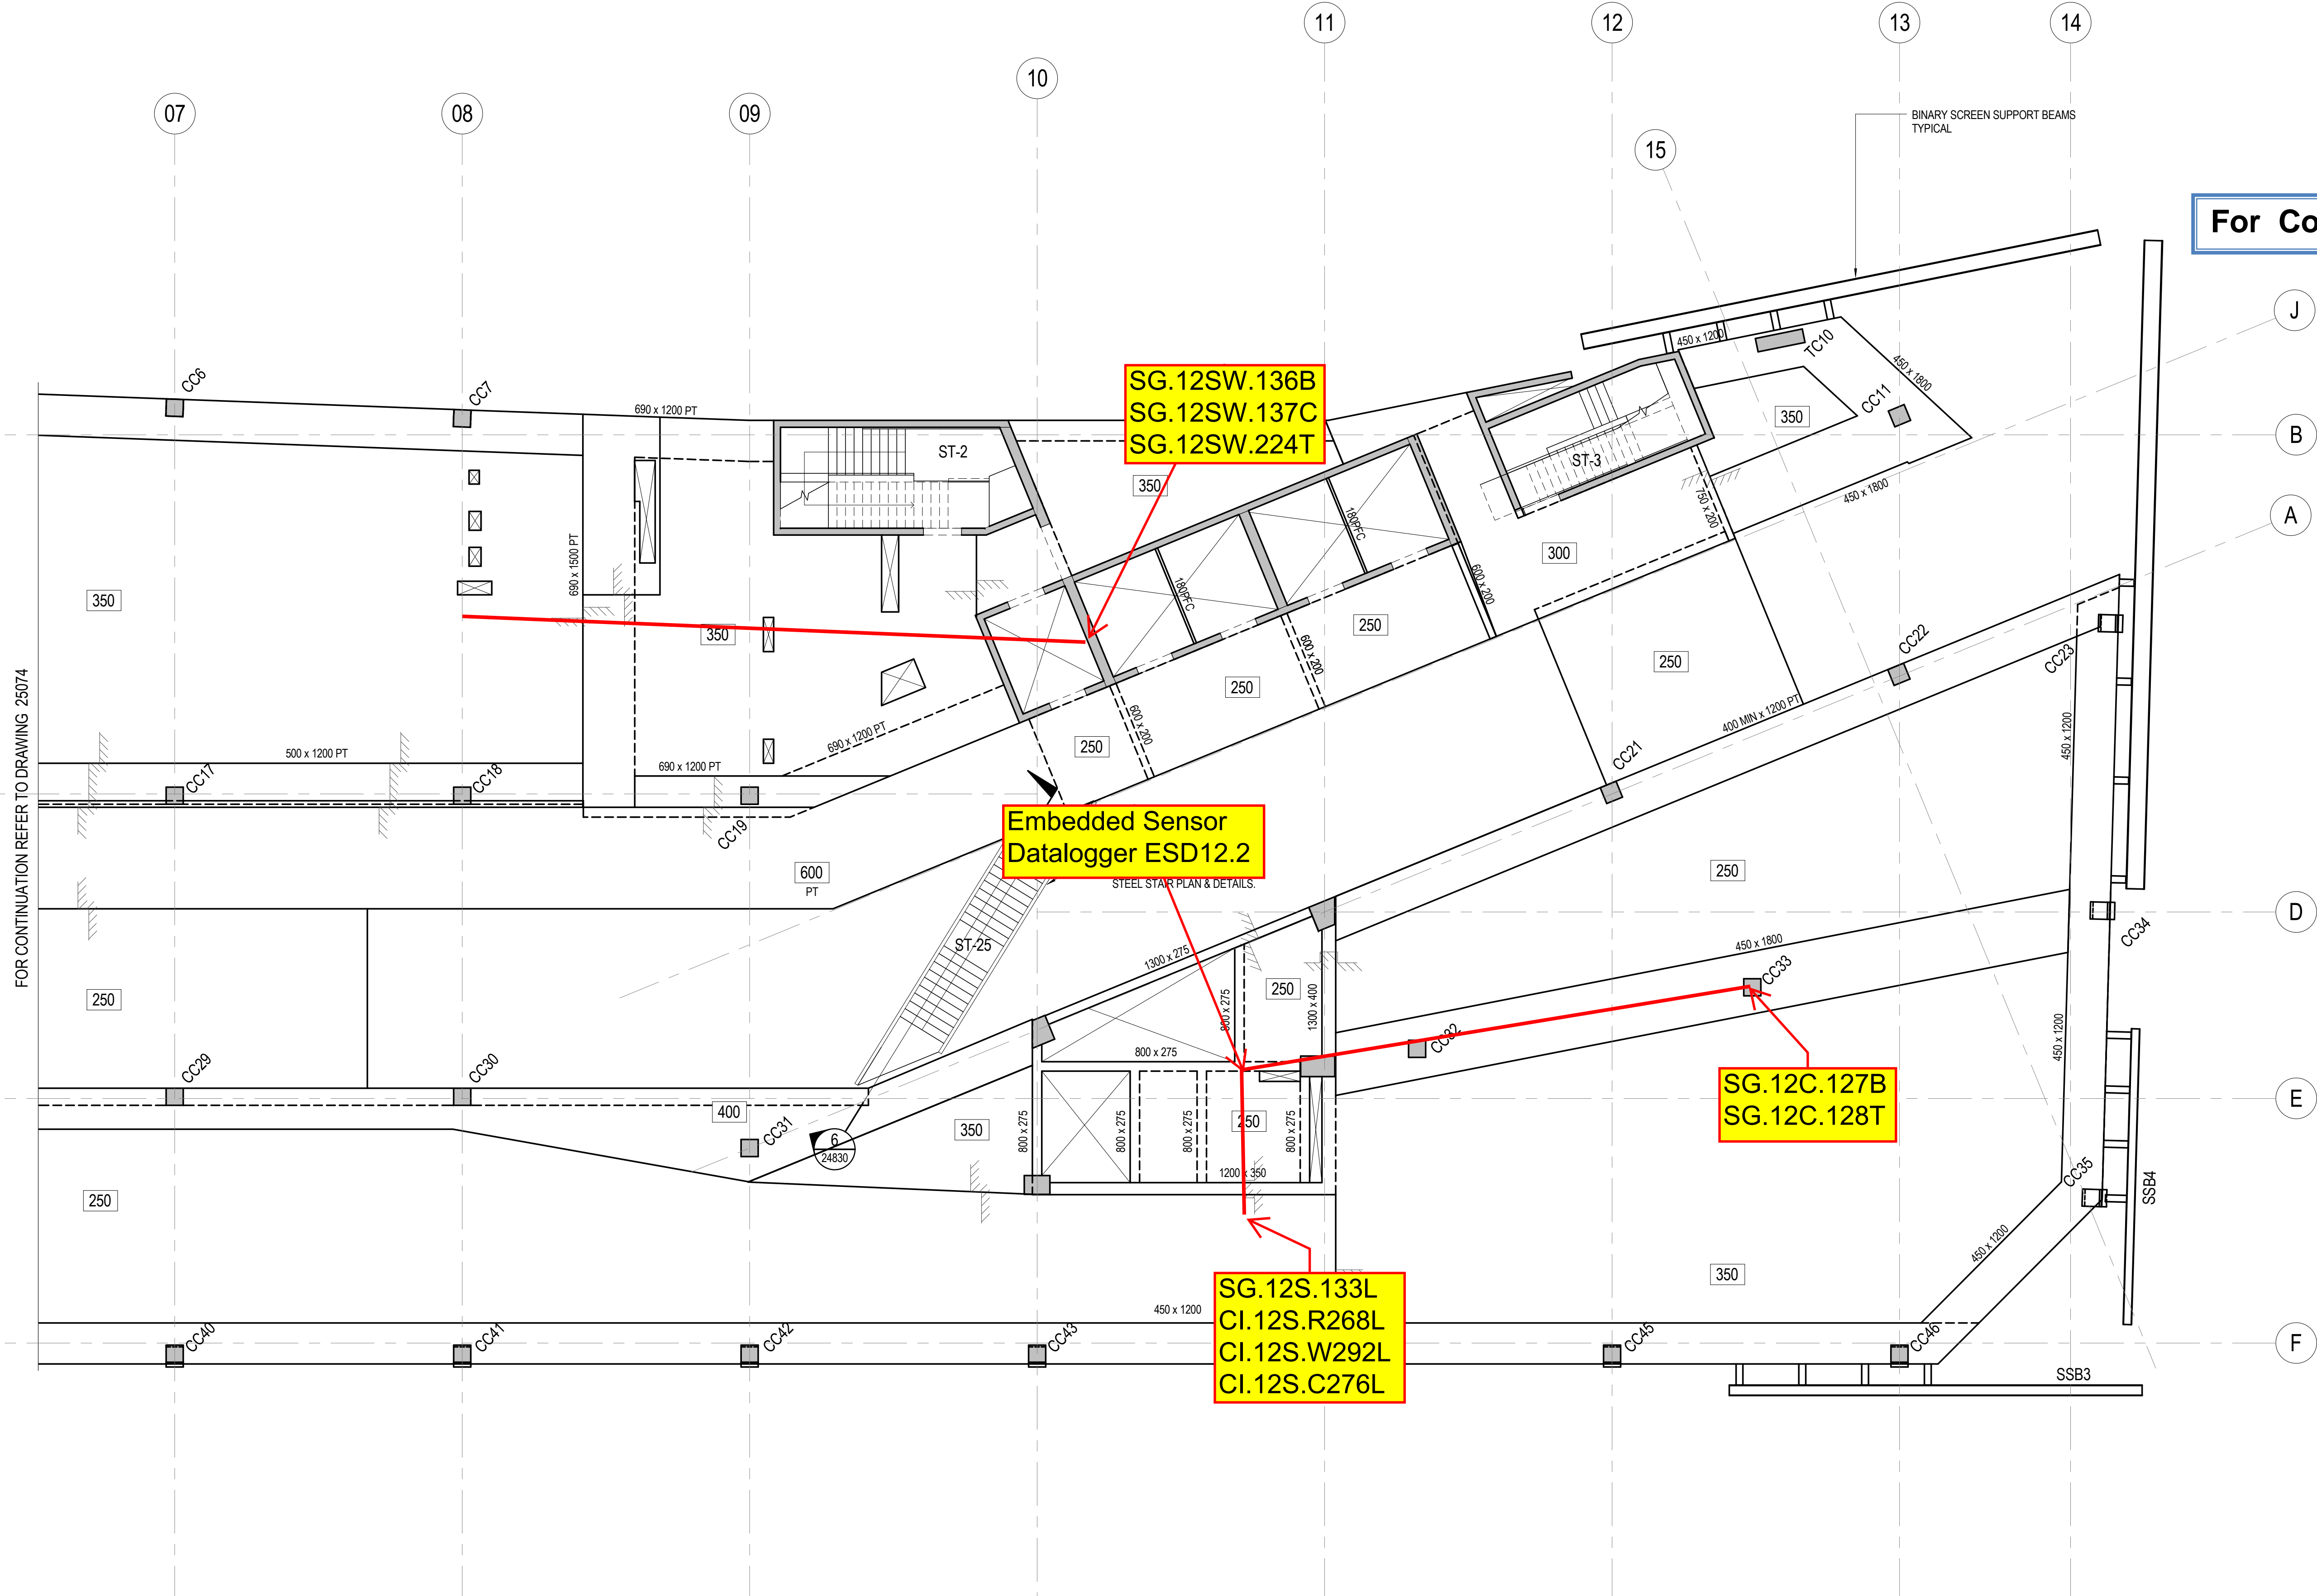 11
12
13
14
10
07
08
09
BINARY SCREEN SUPPORT BEAMS
TYPICAL
15
For Co
J
450 x 1200
TC10
450 x 1800
CC6
CC7
690 x 1200 PT
SG.12SW.136B
SG.12SW.137C
SG.12SW.224T
CC11
350
B
ST-2
ST-3
350
450 x 1800
750 x 200
A
180PFC
690 x 1500 PT
300
350
180PFC
600 x 200
350
250
600 x 200
250
CC22
CC23
250
600 x 200
400 MIN x 1200 PT
450 x 1200
FOR CONTINUATION REFER TO DRAWING 25074
500 x 1200 PT
690 x 1200 PT
690 x 1200 PT
250
CC21
CC17
CC18
CC19
Embedded Sensor
Datalogger ESD12.2
STEEL STAIR PLAN & DETAILS.
600
PT
250
D
CC34
ST-25
1300 x 275
450 x 1800
CC33
250
250
800 x 275
1300 x 400
CC32
450 x 1200
800 x 275
CC29
CC30
SG.12C.127B
SG.12C.128T
E
400
CC31
350
800 x 275
800 x 275
800 x 275
250
800 x 275
6
24830
1200 x 350
CC35
SSB4
250
450 x 1200
350
SG.12S.133L
CI.12S.R268L
CI.12S.W292L
CI.12S.C276L
450 x 1200
CC40
CC41
CC42
CC43
CC45
CC46
F
SSB3